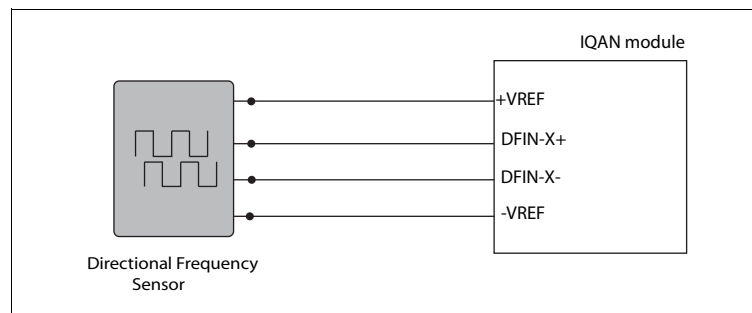 IQAN module
+VREF
DFIN-X+
DFIN-X-
-VREF
Directional Frequency
Sensor